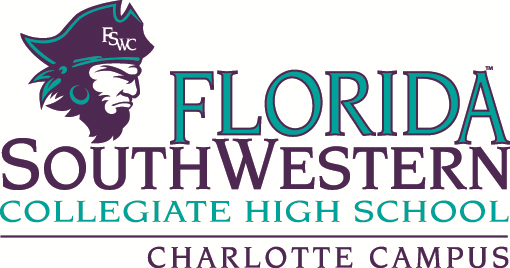 FSWC
FLORIDA™
SOUTHWESTERN
COLLEGIATE HIGH SCHOOL
CHARLOTTE CAMPUS